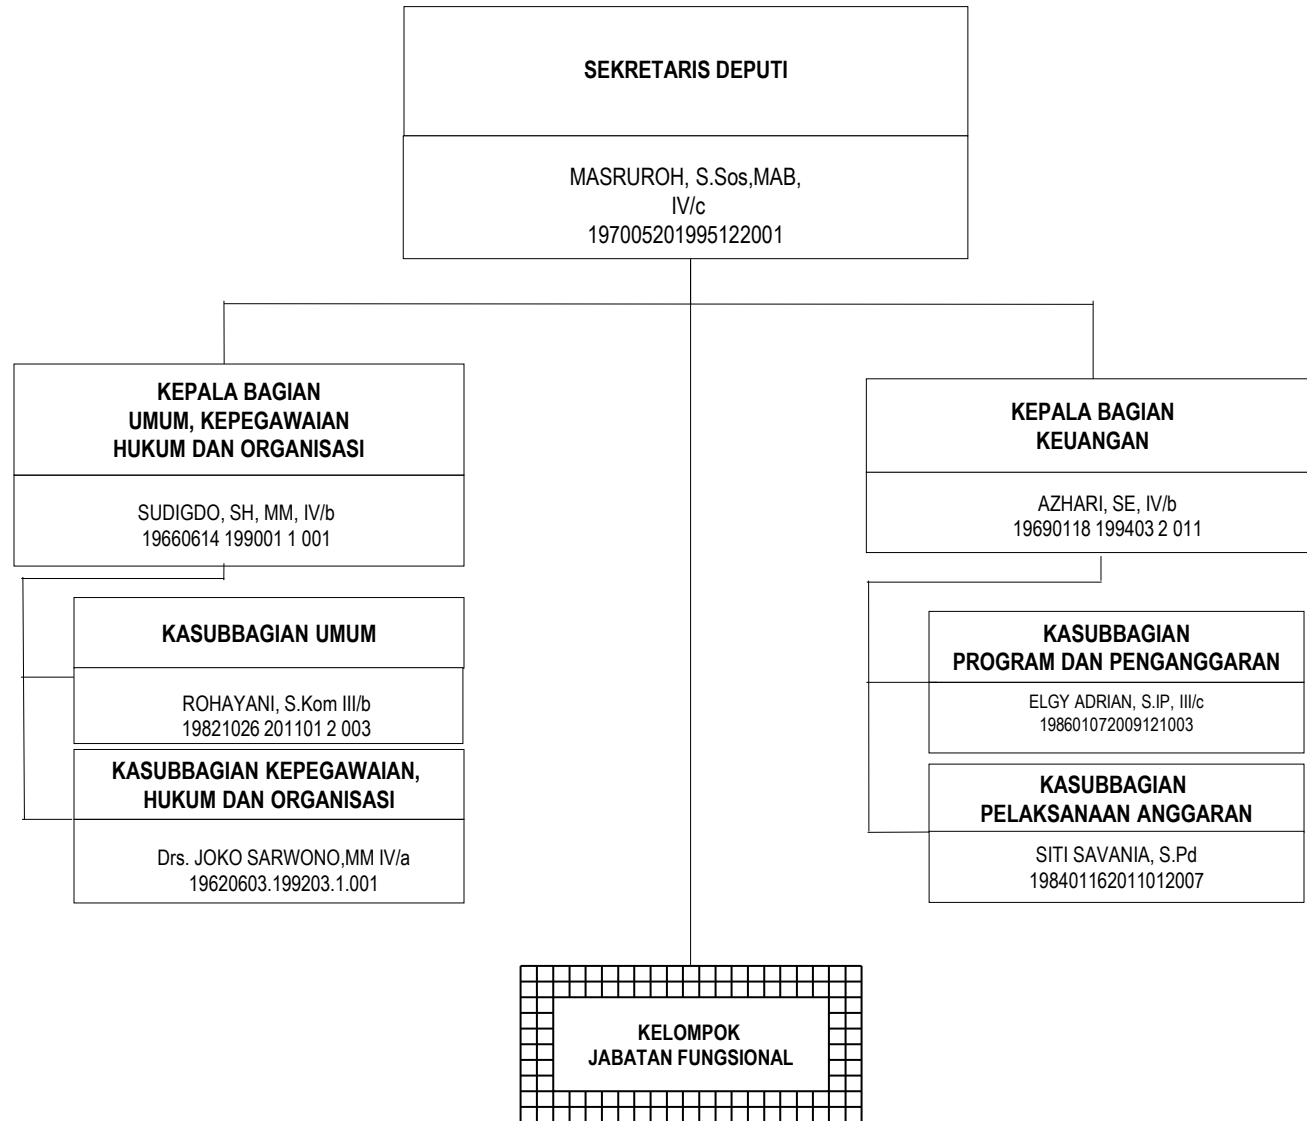 SEKRETARIS DEPUTI
MASRUROH, S.Sos,MAB,
IV/c
197005201995122001
KEPALA BAGIAN
UMUM, KEPEGAWAIAN
HUKUM DAN ORGANISASI
SUDIGDO, SH, MM, IV/b
19660614 199001 1 001
KASUBBAGIAN UMUM
ROHAYANI, S.Kom III/b
19821026 201101 2 003
KASUBBAGIAN KEPEGAWAIAN,
HUKUM DAN ORGANISASI
Drs. JOKO SARWONO,MM IV/a
19620603.199203.1.001
KEPALA BAGIAN
KEUANGAN
AZHARI, SE, IV/b
19690118 199403 2 011
KASUBBAGIAN
PROGRAM DAN PENGANGGARAN
ELGY ADRIAN, S.IP, III/c
198601072009121003
KASUBBAGIAN
PELAKSANAAN ANGGARAN
SITI SAVANIA, S.Pd
198401162011012007
KELOMPOK
JABATAN FUNGSIONAL